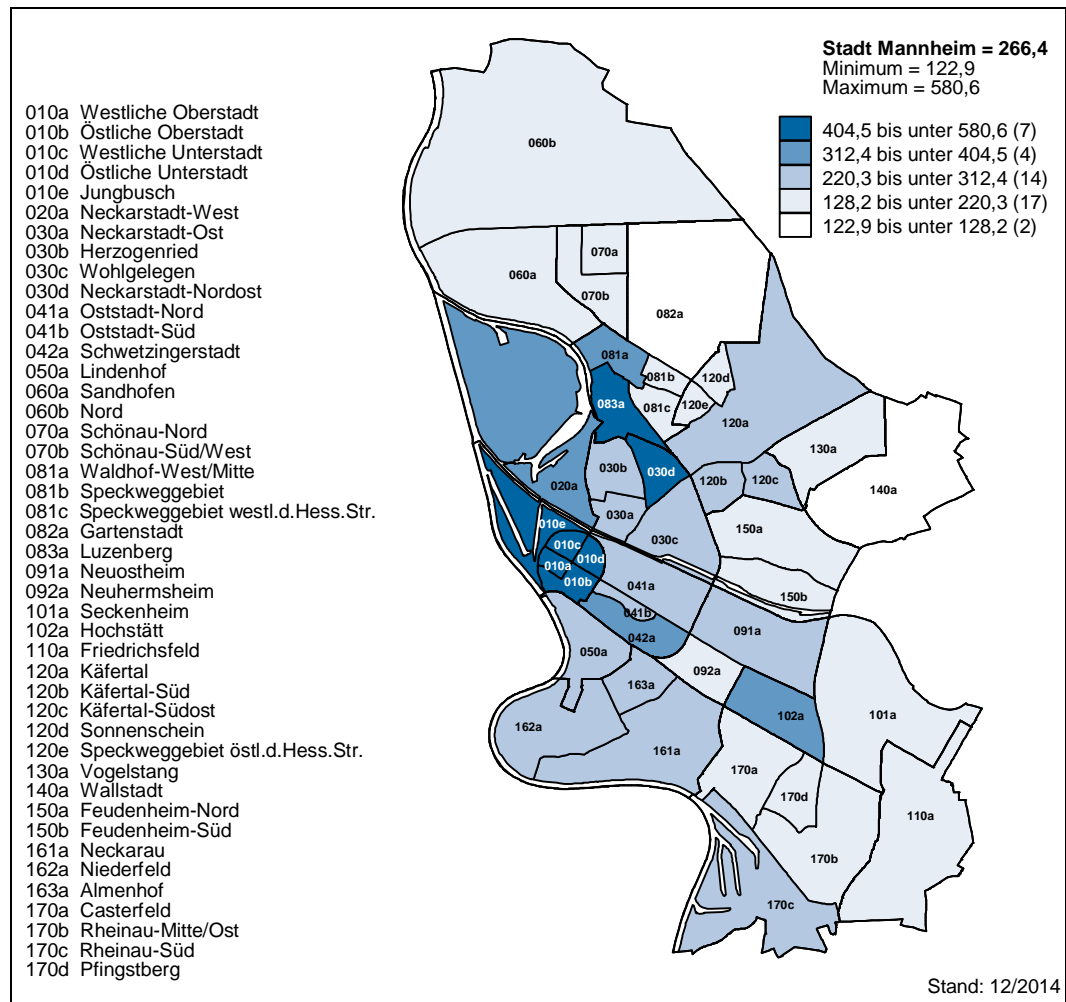 Stadt Mannheim = 266,4
Minimum = 122,9
Maximum = 580,6
404,5 bis unter 580,6 (7)
312,4 bis unter 404,5 (4)
220,3 bis unter 312,4 (14)
128,2 bis unter 220,3 (17)
122,9 bis unter 128,2 (2)
010a Westliche Oberstadt
010b Östliche Oberstadt
010c Westliche Unterstadt
010d Östliche Unterstadt
010e Jungbusch
020a Neckarstadt-West
030a Neckarstadt-Ost
030b Herzogenried
030c Wohlgelegen
030d Neckarstadt-Nordost
041a Oststadt-Nord
041b Oststadt-Süd
042a Schwetzingerstadt
050a Lindenhof
060a Sandhofen
060b Nord
070a Schönau-Nord
070b Schönau-Süd/West
081a Waldhof-West/Mitte
081b Speckweggebiet
081c Speckweggebiet westl.d.Hess.Str.
082a Gartenstadt
083a Luzenberg
091a Neuostheim
092a Neuhermsheim
101a Seckenheim
102a Hochstätt
110a Friedrichsfeld
120a Käfertal
120b Käfertal-Süd
120c Käfertal-Südost
120d Sonnenschein
120e Speckweggebiet östl.d.Hess.Str.
130a Vogelstang
140a Wallstadt
150a Feudenheim-Nord
150b Feudenheim-Süd
161a Neckarau
162a Niederfeld
163a Almenhof
170a Casterfeld
170b Rheinau-Mitte/Ost
170c Rheinau-Süd
170d Pfingstberg
060b
070a
060a
070b
082a
081a
081b
120d
083a
081c
120e
120a
130a
030b
030d
120b
120c
020a
140a
030a
010e
030c
150a
010c
010d
010a
010b
041a
150b
041b
042a
091a
050a
092a
163a
102a
101a
162a
161a
170a
170d
110a
170b
170c
Stand: 12/2014